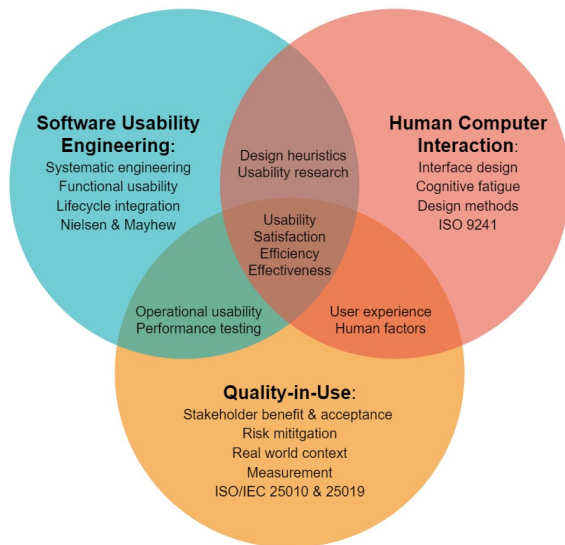 Software Usability
Engineering:
Systematic engineering
Functional usability
Lifecycle integration
Nielsen & Mayhew
Design heuristics
Usability research
Human Computer
Interaction:
Interface design
Cognitive fatigue
Design methods
ISO 9241
Usability
Satisfaction
Efficiency
Effectiveness
Operational usability
Performance testing
User experience
Human factors
Quality-in-Use:
Stakeholder benefit & acceptance
Risk mititgation
Real world context
Measurement
ISO/IEC 25010 & 25019